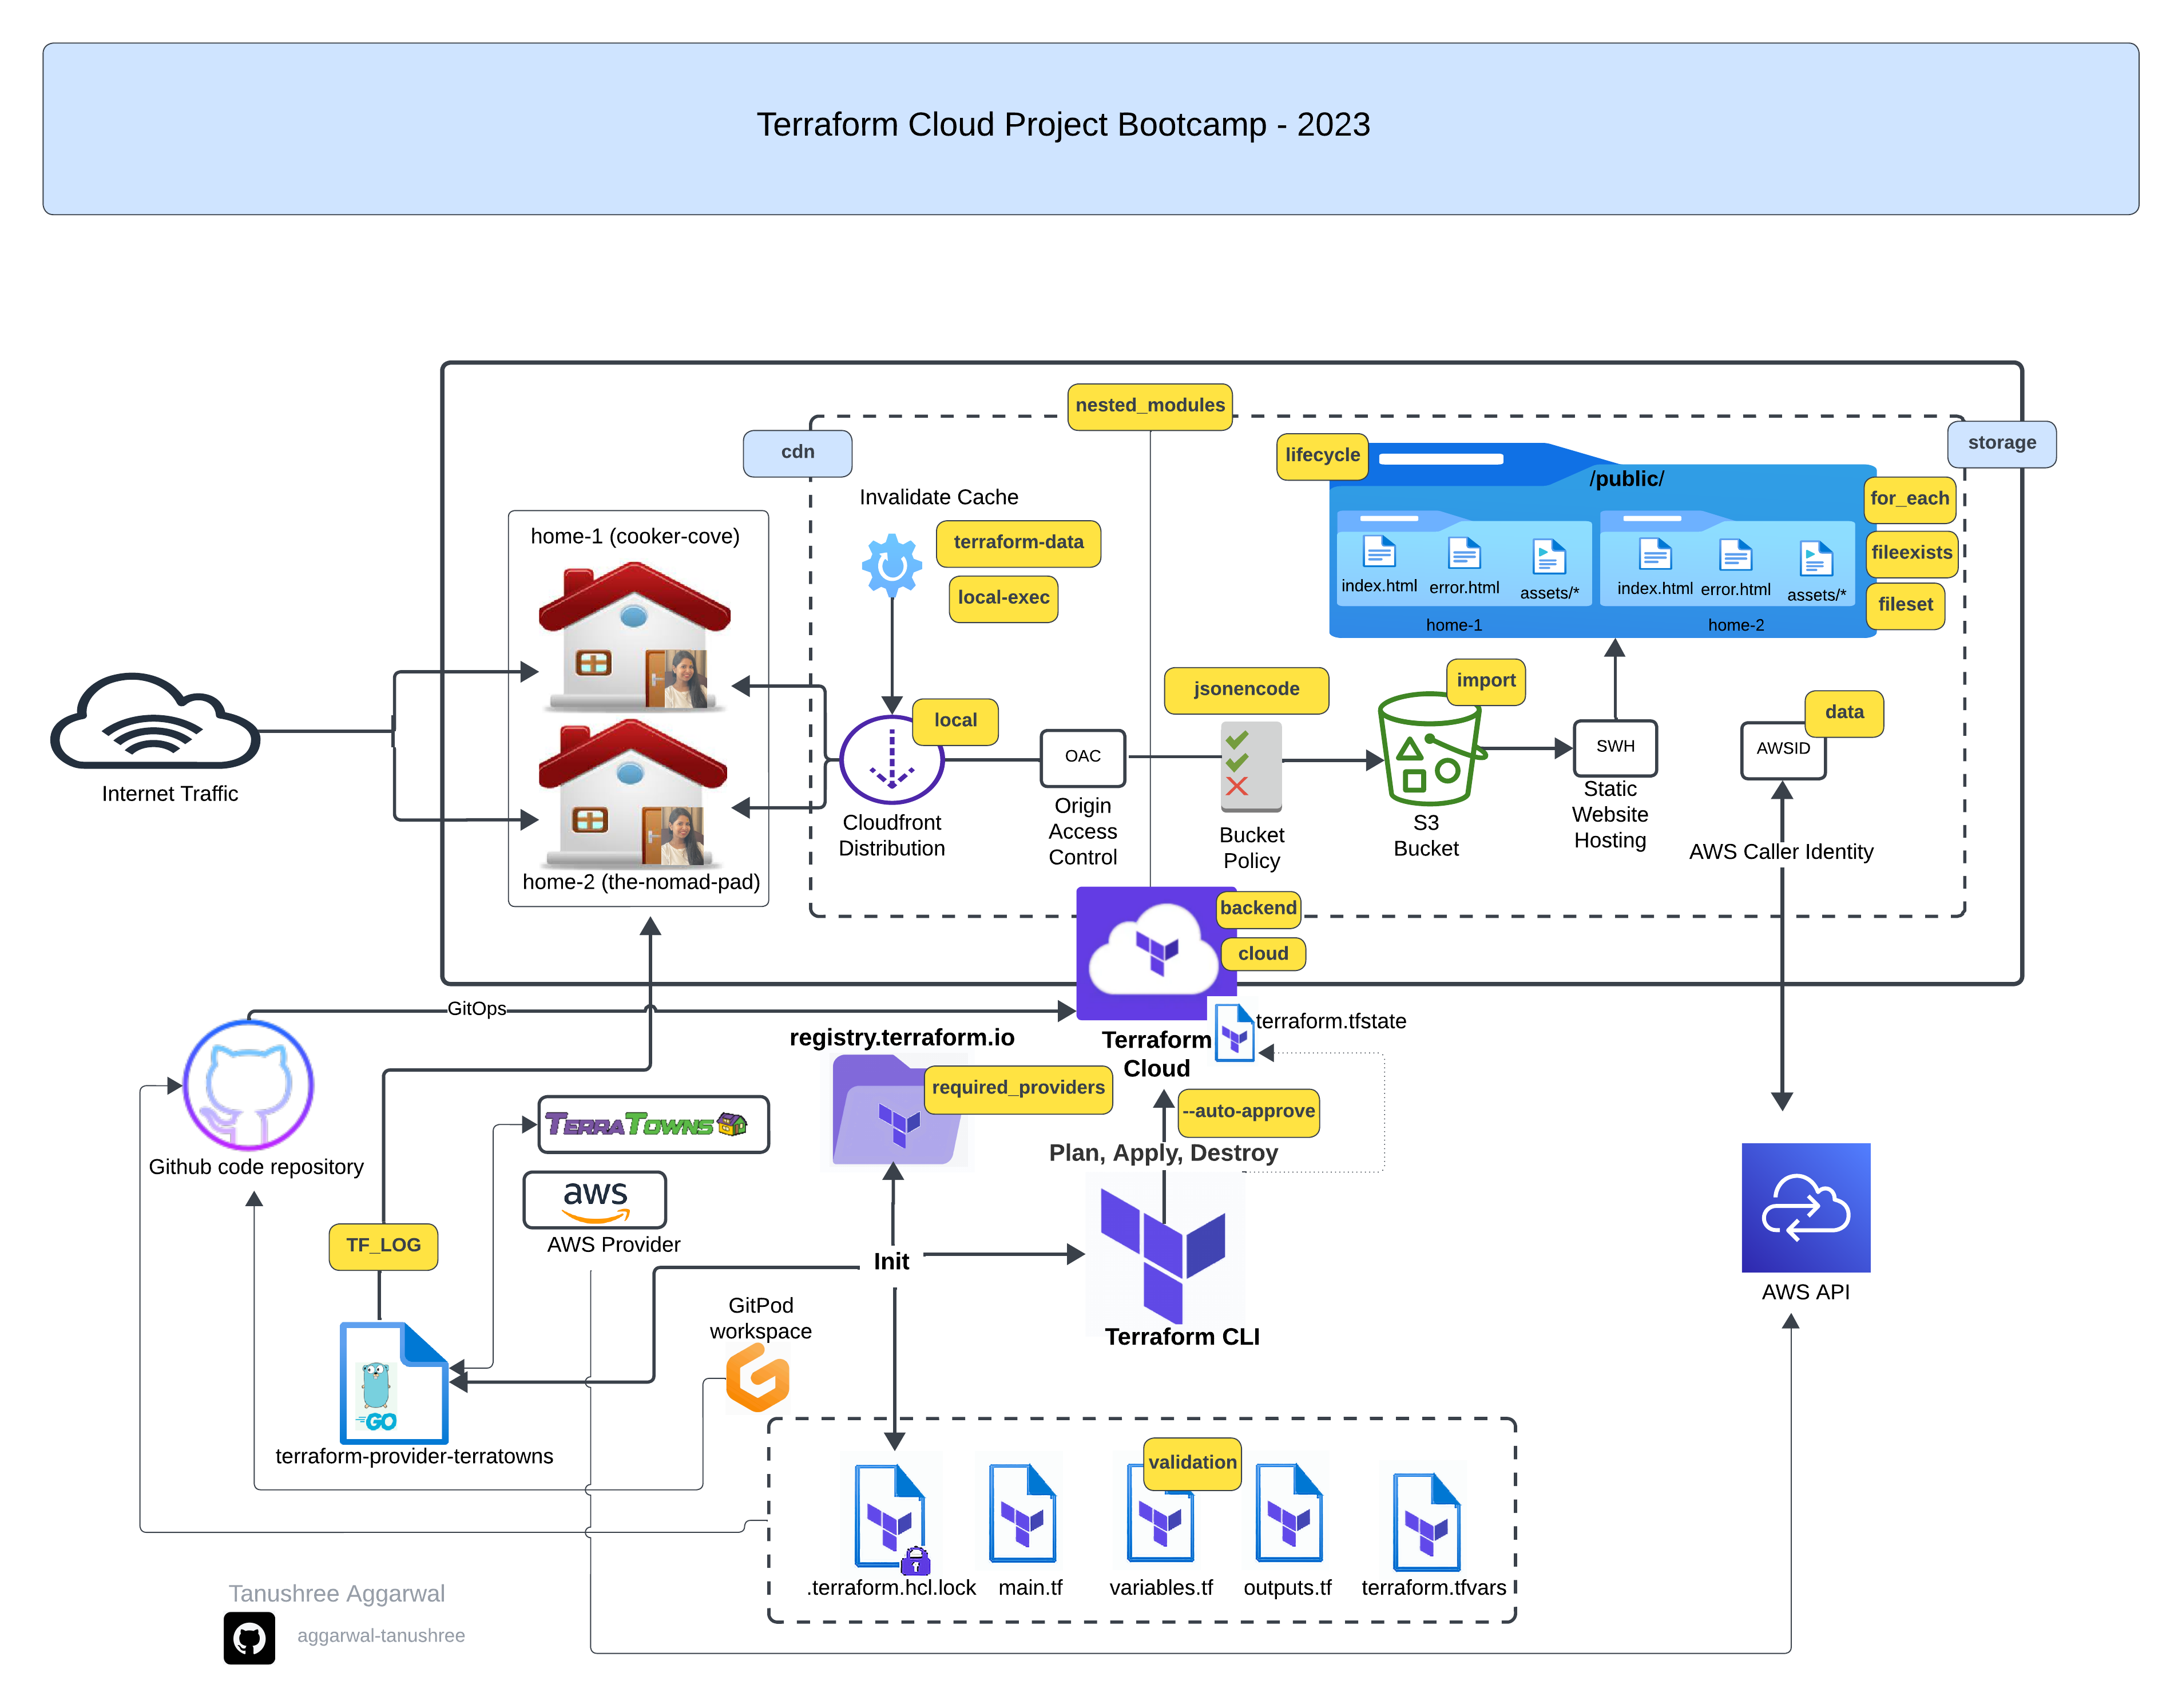 Terraform Cloud Project Bootcamp - 2023
nested_modules
cdn
storage
lifecycle
/public/
for_each
fileexists
fileset
index.html
error.html
assets/*
home-1
index.html
error.html
assets/*
home-2
Invalidate Cache
terraform-data
local-exec
home-1 (cooker-cove)
home-2 (the-nomad-pad)
Internet Traffic
local
Cloudfront
Distribution
OAC
Origin
Access
Control
jsonencode
Bucket
Policy
import
S3
Bucket
SWH
Static
Website
Hosting
data
AWSID
AWS Caller Identity
backend
cloud
GitOps
terraform.tfstate
registry.terraform.io
Terraform
Cloud
required_providers
--auto-approve
Plan, Apply, Destroy
Github code repository
TERRATOWNS
aws
AWS Provider
TF_LOG
Init
AWS API
GitPod
workspace
Terraform CLI
GO
terraform-provider-terratowns
validation
.terraform.hcl.lock
main.tf
variables.tf
outputs.tf
terraform.tfvars
Tanushree Aggarwal
aggarwal-tanushree